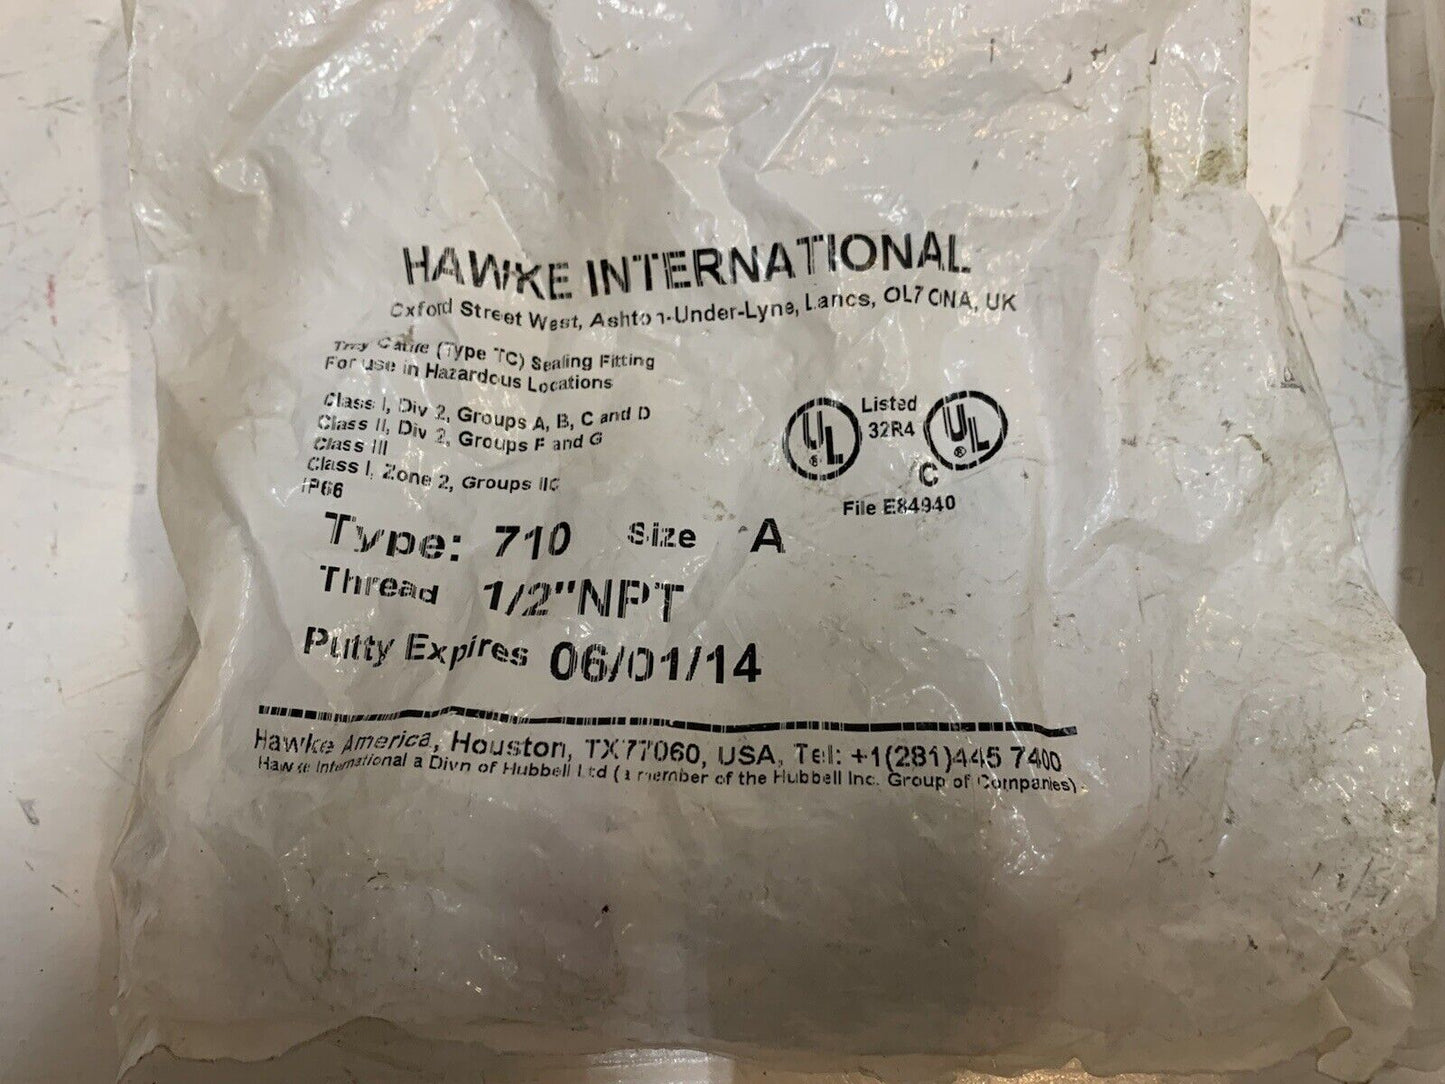 HAWKE INTERNATIONAL
Oxford Street West, Ashton-Under-Lyne, Lancs, OL7 0NA, UK
Tray Cable (Type TC) Sealing Fitting
For use in Hazardous Locations
Class I, Div 2, Groups A, B, C and D
Class II, Div 2, Groups F and G
Class III
Class I, Zone 2, Groups IIC
IP66
UL ® Listed 32R4 C UL ®
File E84940
Type: 710 Size A
Thread 1/2"NPT
Putty Expires 06/01/14
Hawke America, Houston, TX77060, USA, Tel: +1(281)445 7400
Hawke International a Divn of Hubbell Ltd (a member of the Hubbell Inc. Group of Companies)